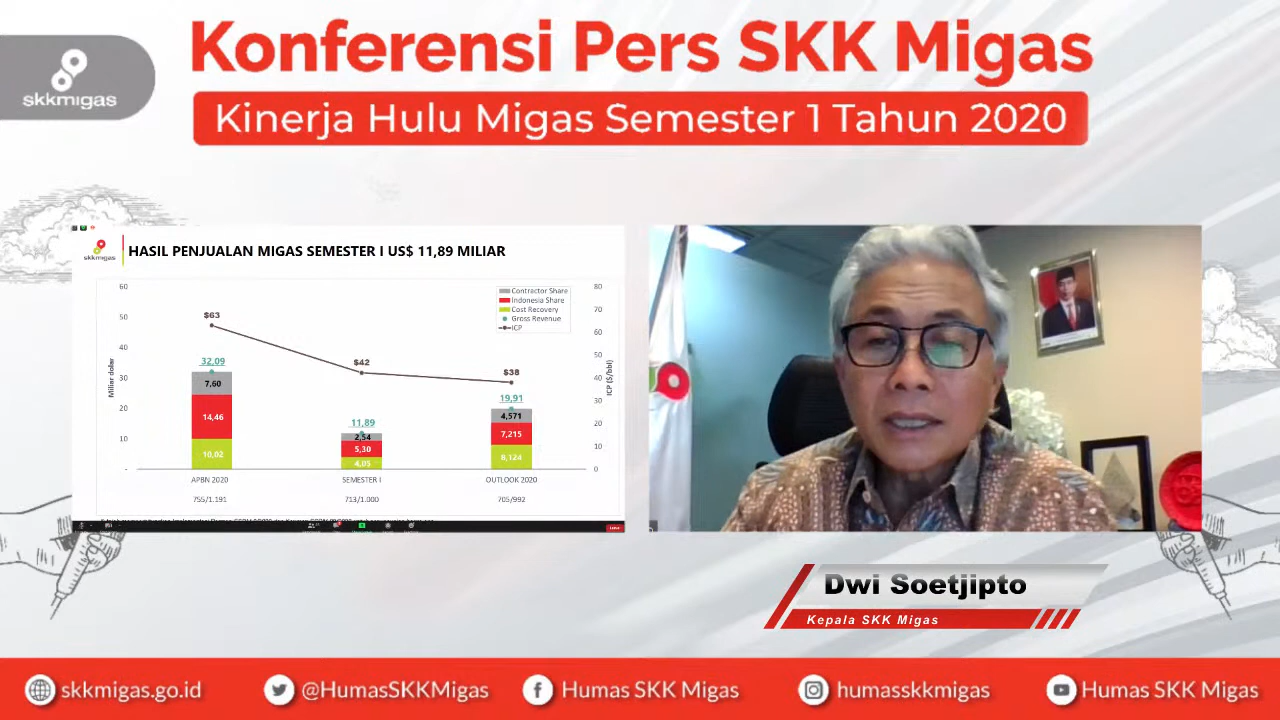 Konferensi Pers SKK Migas
skkmigas
Kinerja Hulu Migas Semester 1 Tahun 2020
skkmigas
HASIL PENJUALAN MIGAS SEMESTER I US$ 11,89 MILIAR
60
50
40
30
20
10
-
Miliar dolar
80
70
60
50
40
30
20
10
0
ICP ($/bbl)
Contractor Share
Indonesia Share
Cost Recovery
Gross Revenue
ICP
$63
$42
$38
32,09
7,60
14,46
10,02
11,89
2,54
5,30
4,05
19,91
4,571
7,215
8,124
APBN 2020
SEMESTER I
OUTLOOK 2020
755/1.191
713/1.000
705/992
Dwi Soetjipto
Kepala SKK Migas
skkmigas.go.id
@HumasSKKMigas
Humas SKK Migas
humasskkmigas
Humas SKK Migas